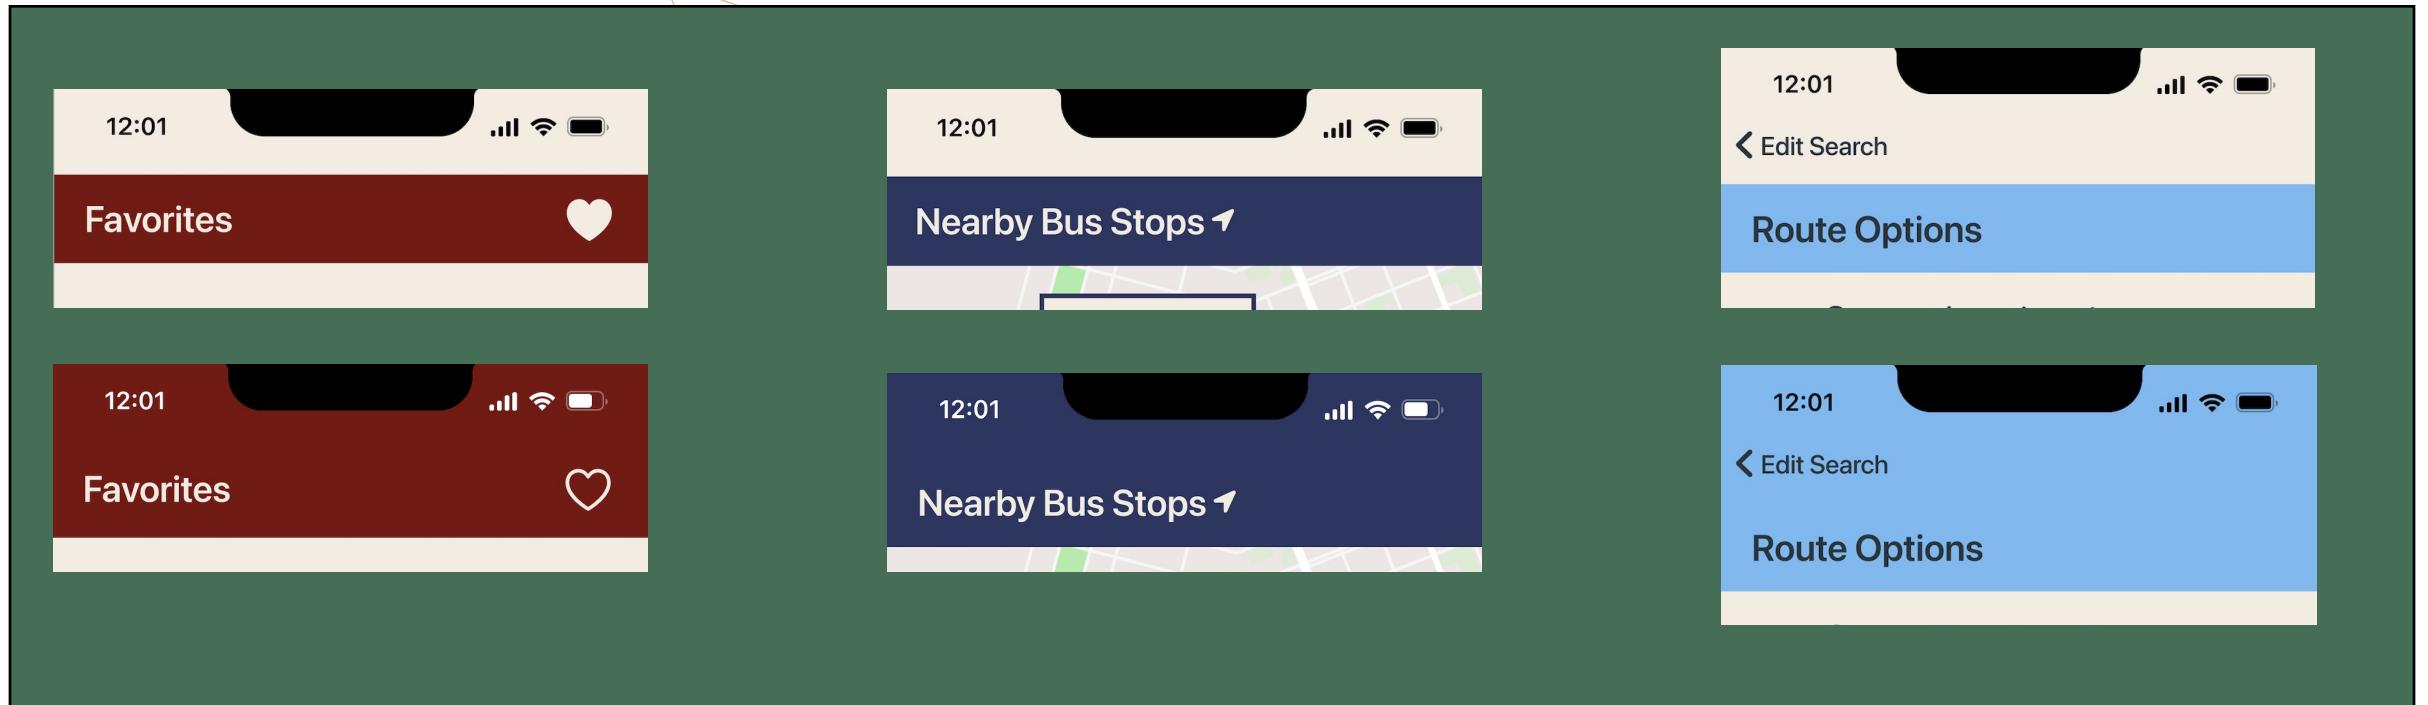 12:01
Favorites
12:01
Nearby Bus Stops
12:01
Edit Search
Route Options
12:01
Favorites
12:01
Nearby Bus Stops
12:01
Edit Search
Route Options